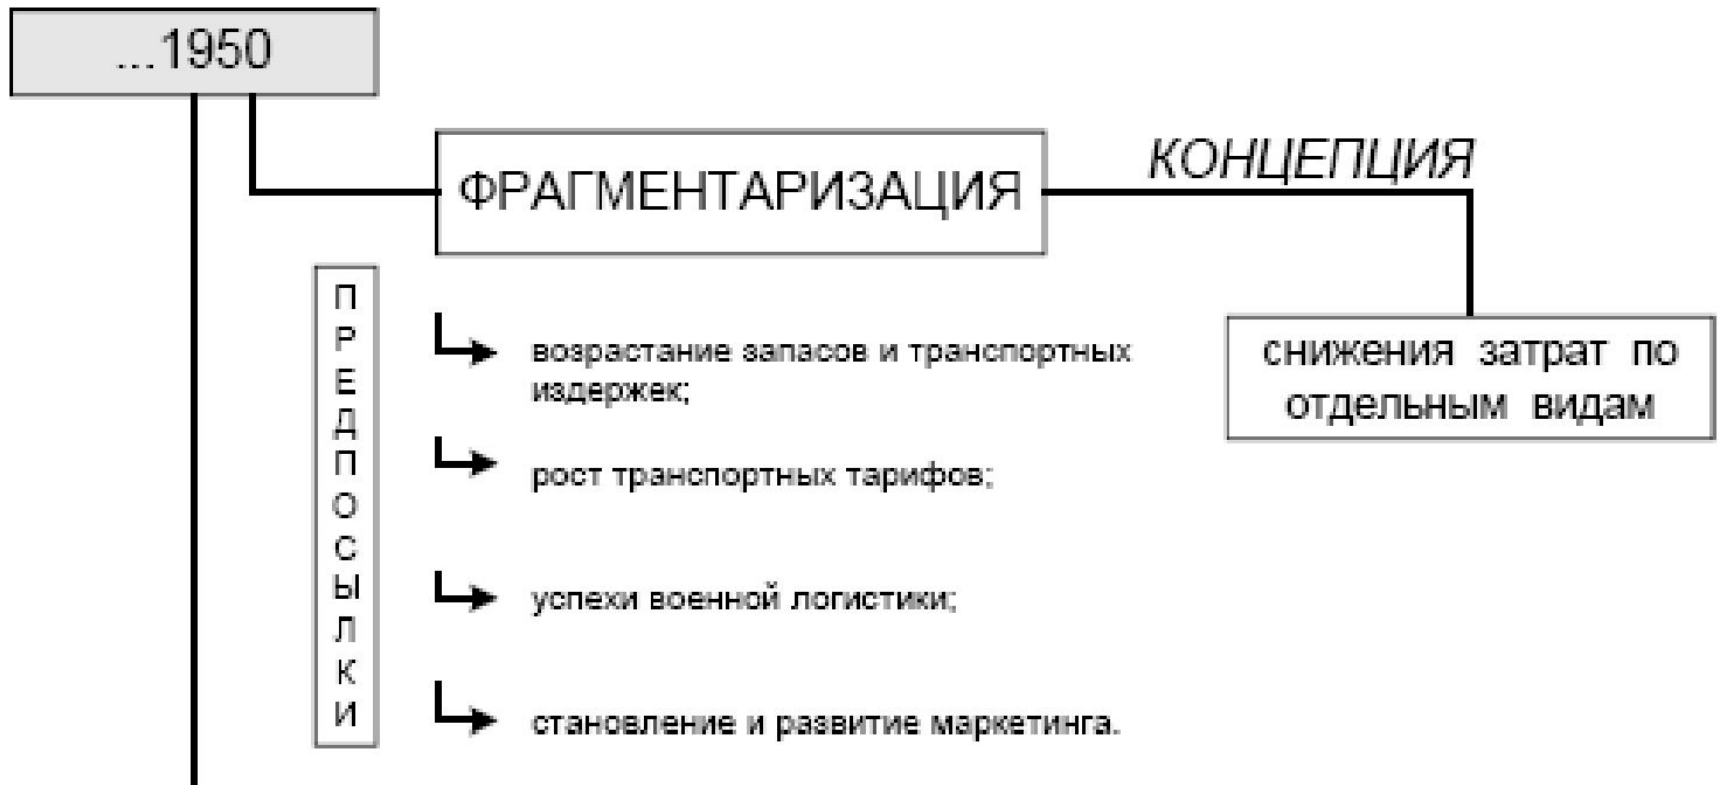 ...1950
ФРАГМЕНТАРИЗАЦИЯ
КОНЦЕПЦИЯ
снижения затрат по
отдельным видам
ПРЕДПОСЫЛКИ
возрастание запасов и транспортных
издержек;
рост транспортных тарифов;
успехи военной логистики;
становление и развитие маркетинга.